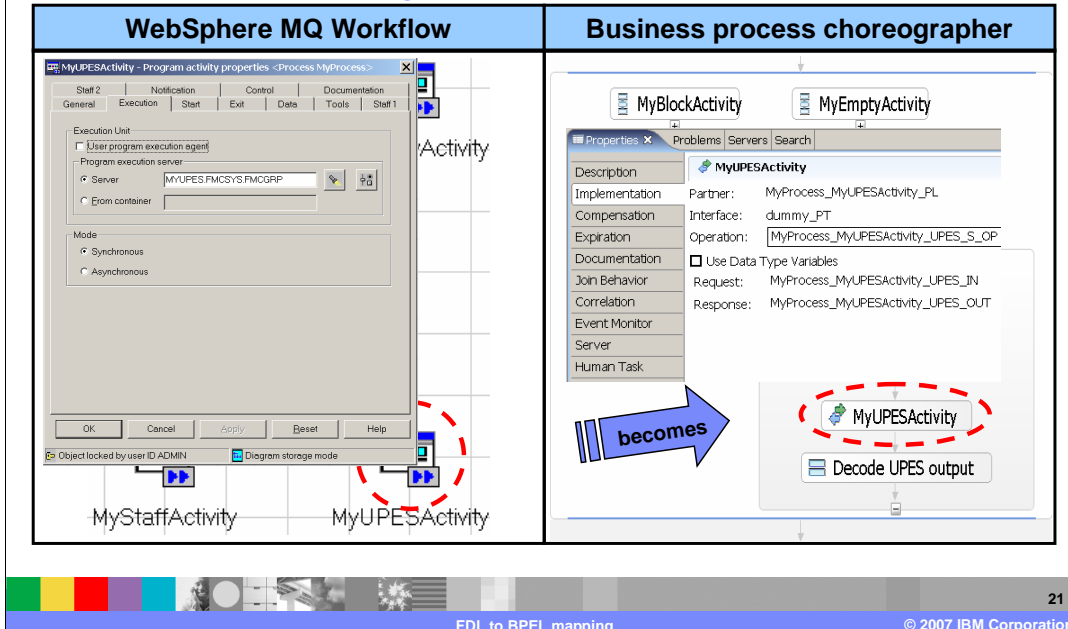 WebSphere MQ Workflow
Business process choreographer
MyUPESActivity - Program activity properties <Process MyProcess>
Staff 2 Notification Control Documentation
General Execution Start Exit Data Tools Staff 1
Execution Unit
User program execution agent
Program execution server
Server MYUPES.FMCSYS.FMCGRP
From container
Mode
Synchronous
Asynchronous
OK Cancel Apply Reset Help
Object locked by user ID ADMIN Diagram storage mode
Activity
MyStaffActivity
MyUPESActivity
MyBlockActivity
MyEmptyActivity
Properties Problems Servers Search
MyUPESActivity
Description
Implementation
Compensation
Expiration
Documentation
Join Behavior
Correlation
Event Monitor
Server
Human Task
Partner: MyProcess_MyUPESActivity_PL
Interface: dummy_PT
Operation: MyProcess_MyUPESActivity_UPES_S_OP
Use Data Type Variables
Request: MyProcess_MyUPESActivity_UPES_IN
Response: MyProcess_MyUPESActivity_UPES_OUT
becomes
MyUPESActivity
Decode UPES output
21
FDL to BPEL mapping
© 2007 IBM Corporation